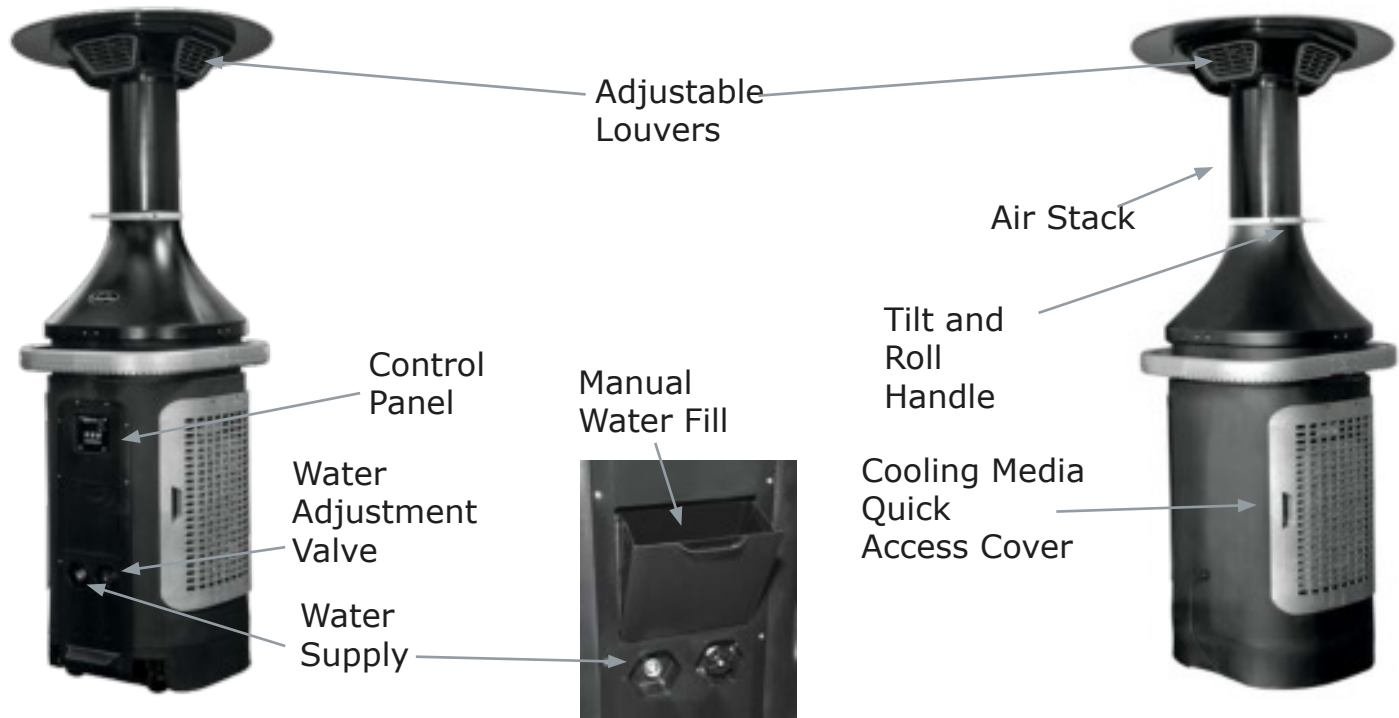 Adjustable
Louvers
Air Stack
Tilt and
Roll
Handle
Control
Panel
Manual
Water Fill
Water
Adjustment
Valve
Cooling Media
Quick
Access Cover
Water
Supply